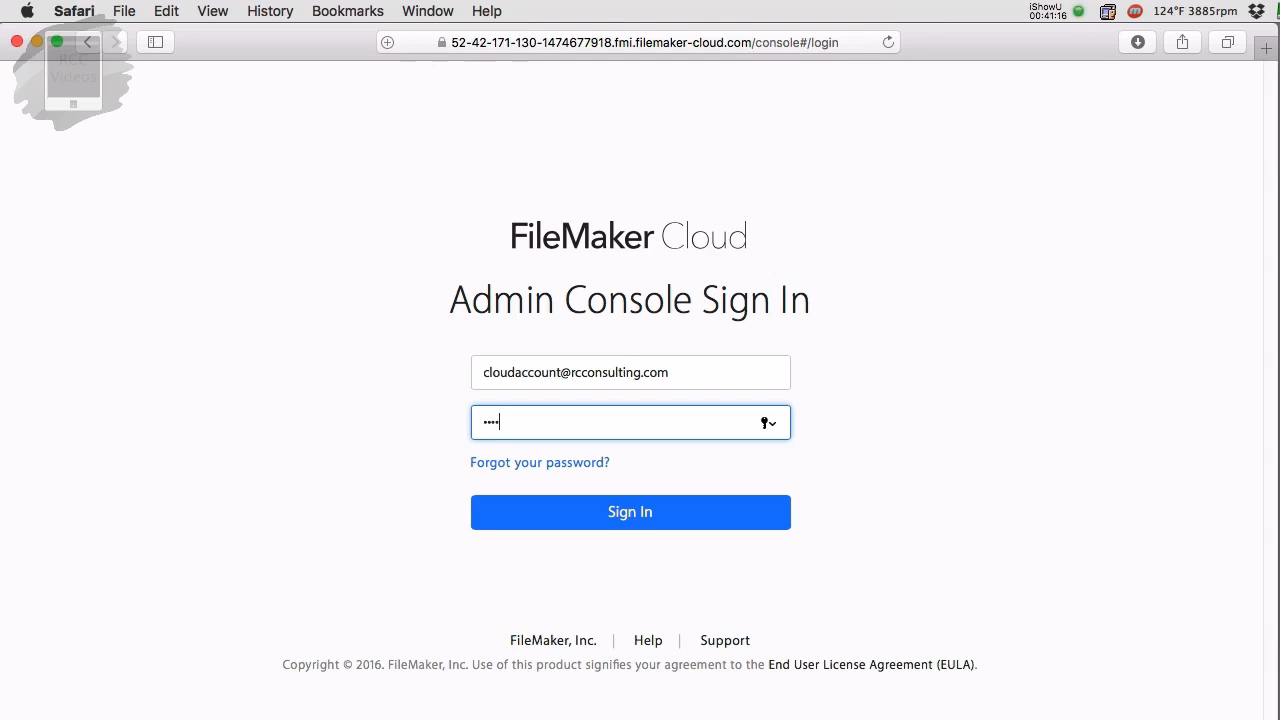 Safari File Edit View History Bookmarks Window Help iShowU 00:41:16 124°F 3885rpm
52-42-171-130-1474677918.fmi.filemaker-cloud.com/console#/login
RCC
Videos
FileMaker Cloud
Admin Console Sign In
cloudaccount@rcconsulting.com
••••
Forgot your password?
Sign In
FileMaker, Inc. | Help | Support
Copyright © 2016. FileMaker, Inc. Use of this product signifies your agreement to the End User License Agreement (EULA).